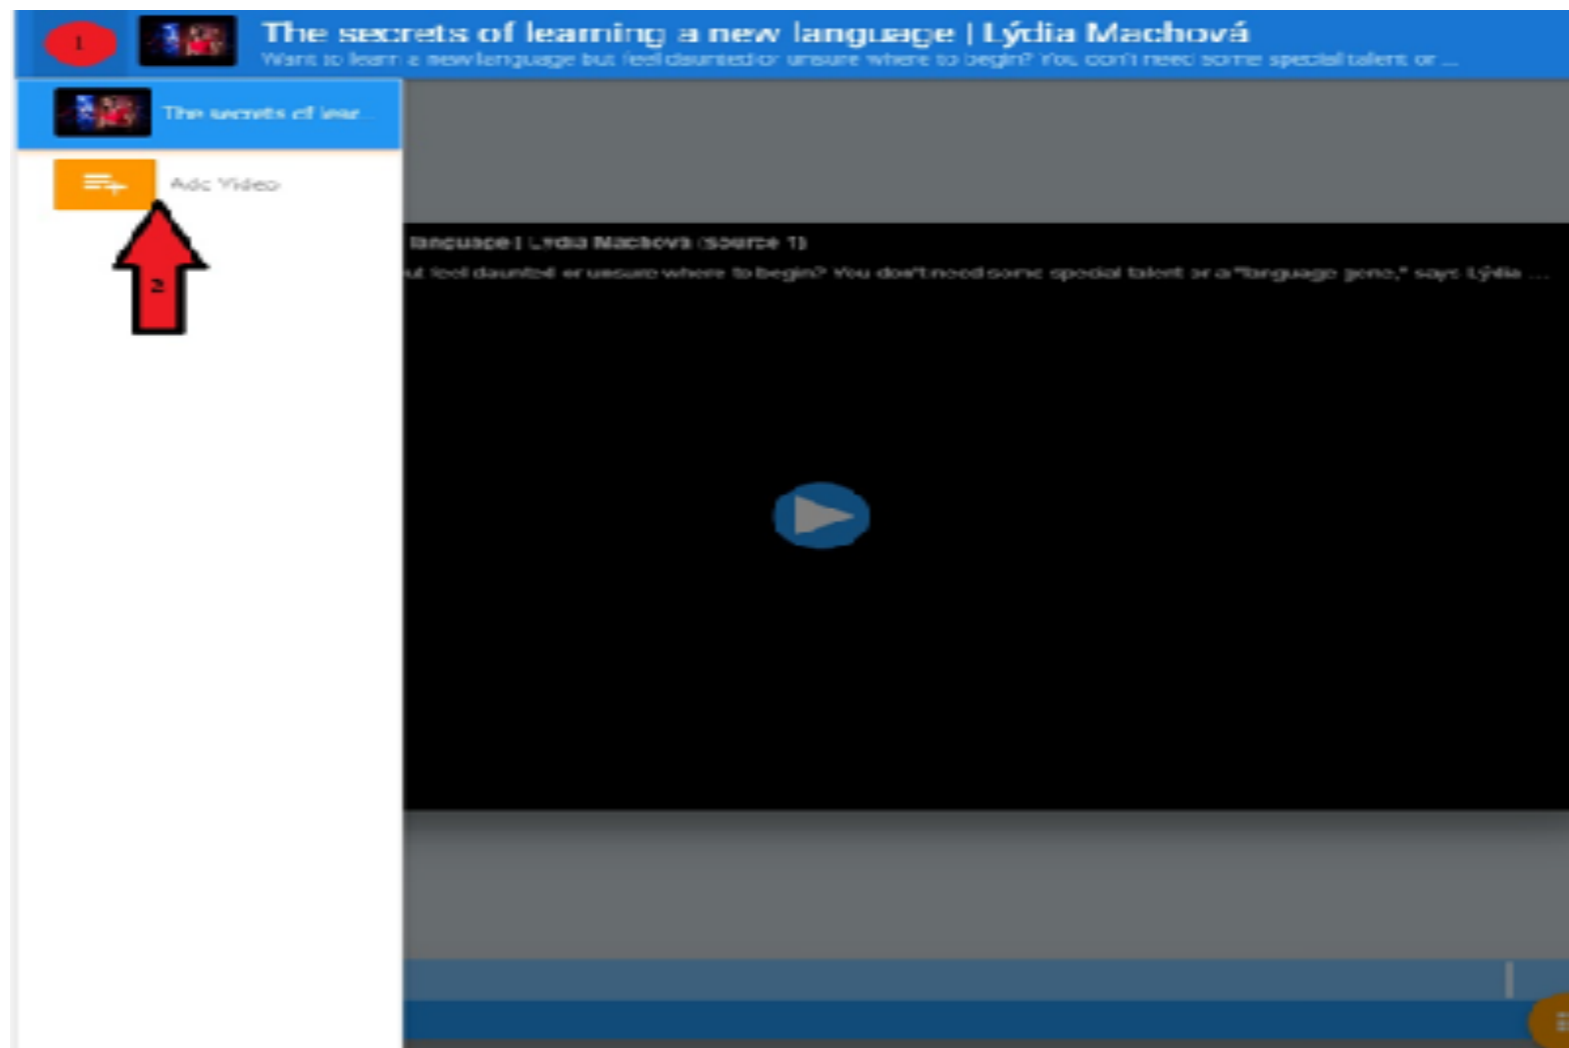 1
The secrets of learning a new language | Lýdia Machová
Want to learn a new language but feel daunted or unsure where to begin? You don't need some special talent or ...
The secrets of lear...
Add Video
2
language | Lýdia Machová (source 1)
ut feel daunted or unsure where to begin? You don't need some special talent or a "language gene," says Lýdia ...